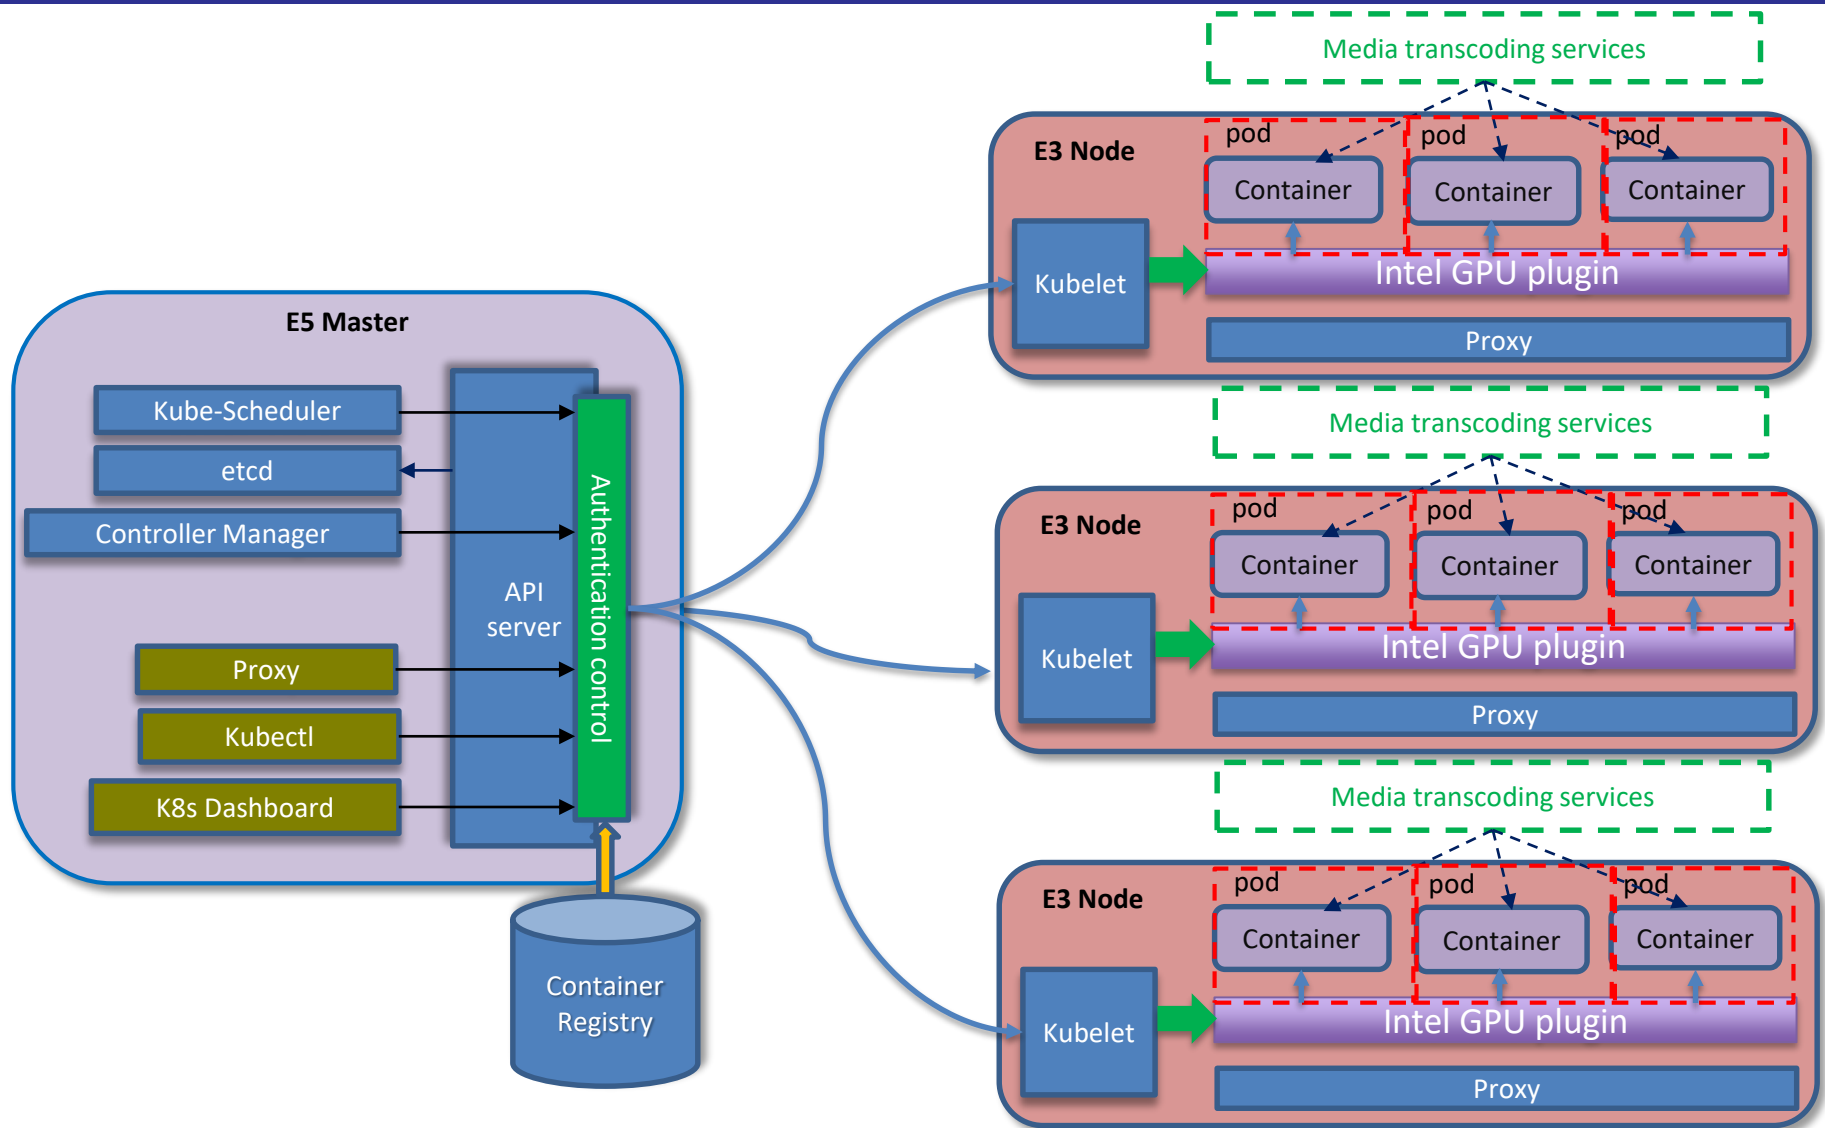 E5 Master
Kube-Scheduler
etcd
Controller Manager
Proxy
Kubectl
K8s Dashboard
API
server
Authentication control
Container
Registry
Media transcoding services
E3 Node
pod
pod
pod
Container
Container
Container
Kubelet
Intel GPU plugin
Proxy
Media transcoding services
E3 Node
pod
pod
pod
Container
Container
Container
Kubelet
Intel GPU plugin
Proxy
Media transcoding services
E3 Node
pod
pod
pod
Container
Container
Container
Kubelet
Intel GPU plugin
Proxy